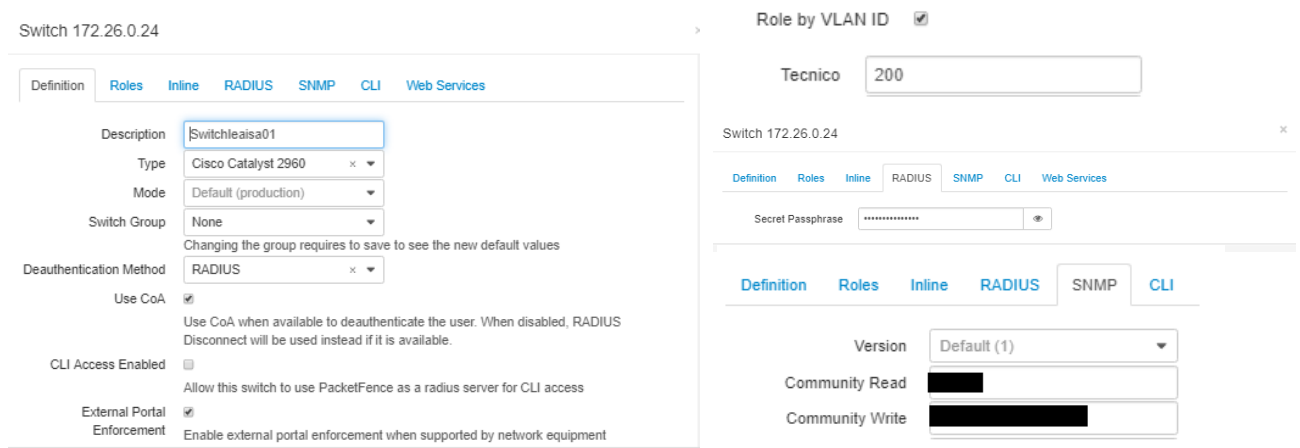 Switch 172.26.0.24
×
Definition Roles Inline RADIUS SNMP CLI Web Services
Description Switchleaisa01
Type Cisco Catalyst 2960 ×
Mode Default (production)
Switch Group None
Changing the group requires to save to see the new default values
Deauthentication Method RADIUS ×
Use CoA
Use CoA when available to deauthenticate the user. When disabled, RADIUS
Disconnect will be used instead if it is available.
CLI Access Enabled
Allow this switch to use PacketFence as a radius server for CLI access
External Portal
Enforcement
Enable external portal enforcement when supported by network equipment
Role by VLAN ID
Tecnico 200
Switch 172.26.0.24 ×
Definition Roles Inline RADIUS SNMP CLI Web Services
Secret Passphrase •••••••••••••••
Definition Roles Inline RADIUS SNMP CLI
Version Default (1)
Community Read
Community Write